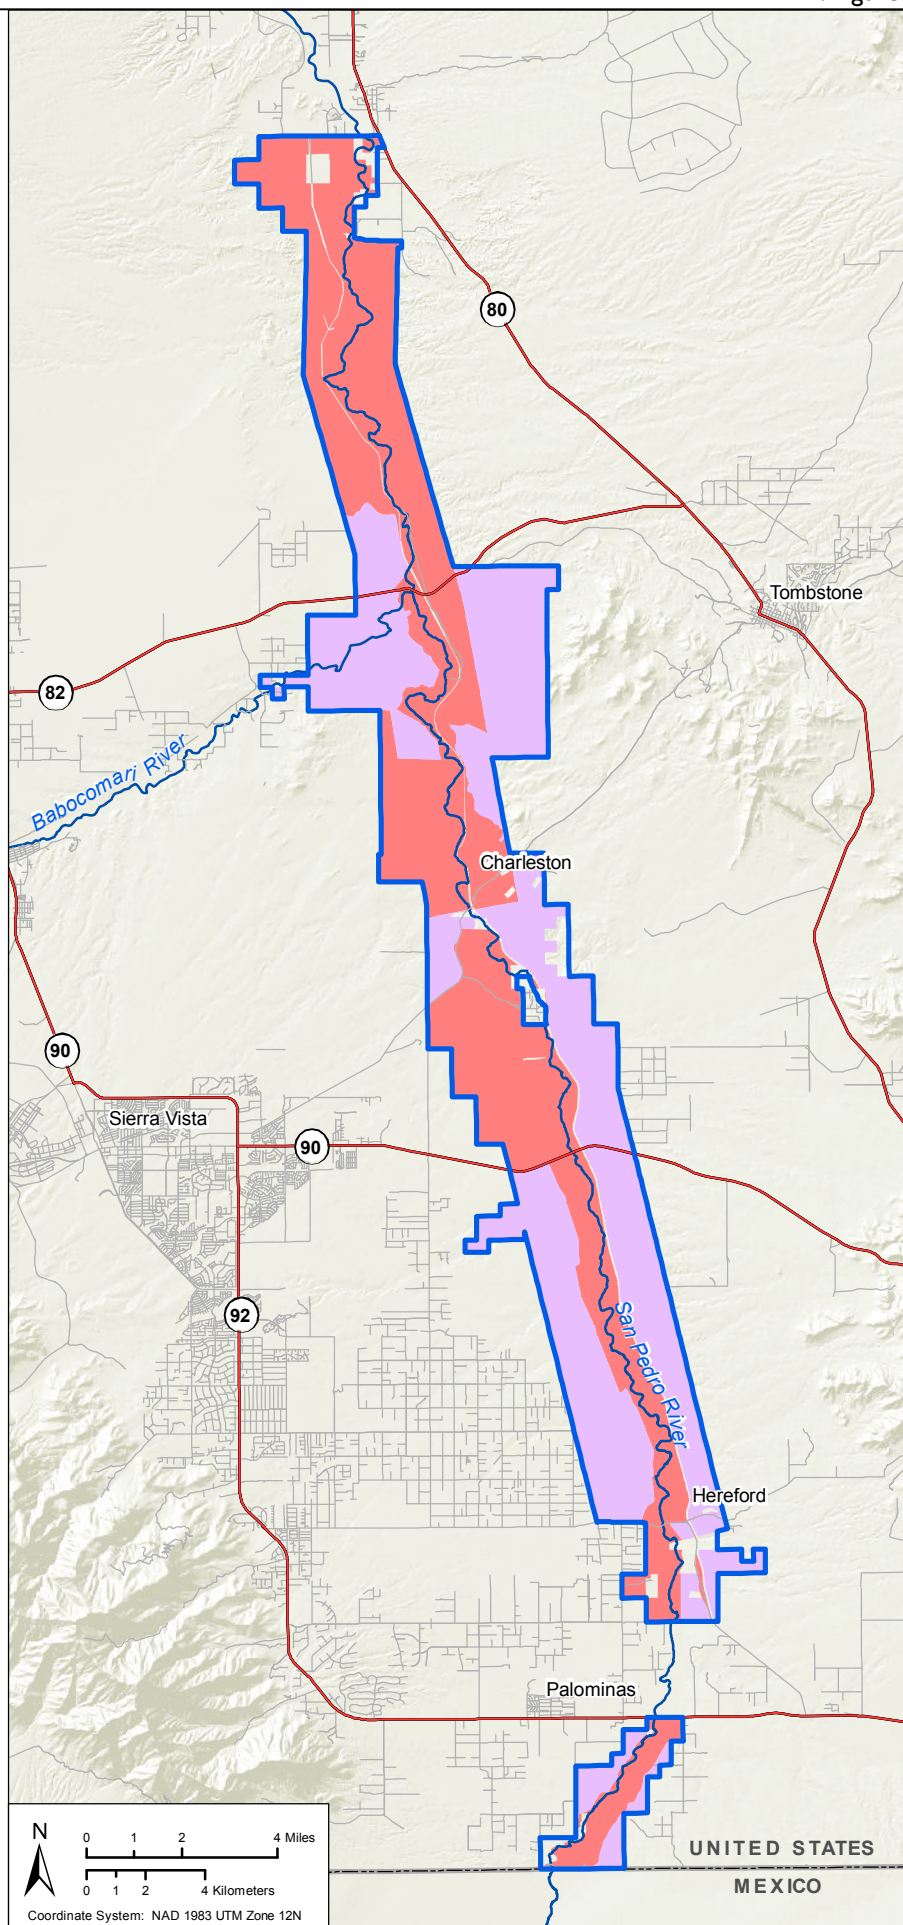 80
Tombstone
82
Babocomari River
Charleston
90
Sierra Vista
90
92
San Pedro River
Hereford
Palominas
UNITED STATES
MEXICO
N
0 1 2 4 Miles
0 1 2 4 Kilometers
Coordinate System: NAD 1983 UTM Zone 12N